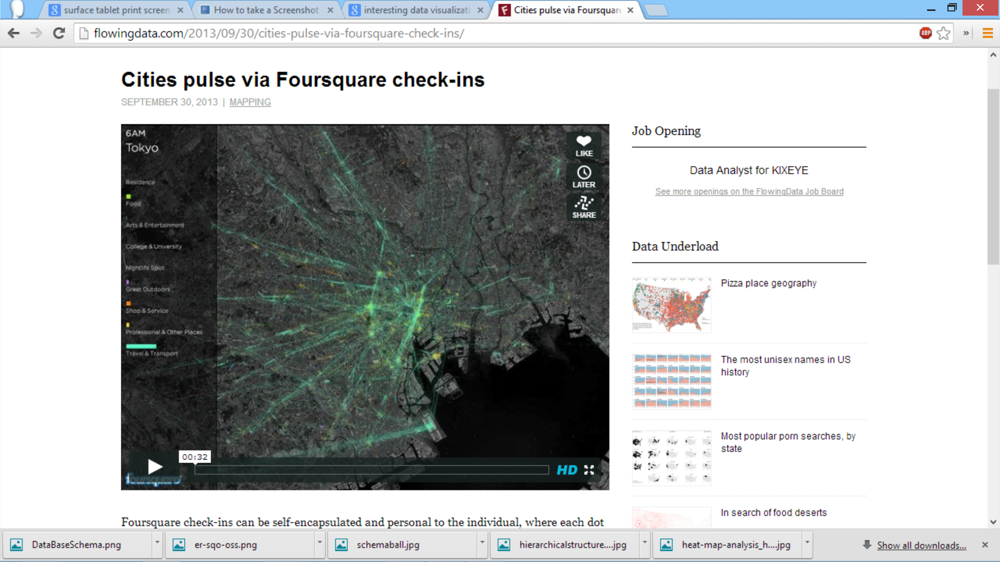 surface tablet print screen
How to take a Screenshot
interesting data visualizati
Cities pulse via Foursquare
flowingdata.com/2013/09/30/cities-pulse-via-foursquare-check-ins/
ABP
Cities pulse via Foursquare check-ins
SEPTEMBER 30, 2013 | MAPPING
6AM
Tokyo
Residence
Food
Arts & Entertainment
College & University
Nightlife Spot
Great Outdoors
Shop & Service
Professional & Other Places
Travel & Transport
LIKE
LATER
SHARE
00:32
HD
foursquare
Job Opening
Data Analyst for KIXEYE
See more openings on the FlowingData Job Board
Data Underload
Pizza place geography
The most unisex names in US
history
Most popular porn searches, by
state
In search of food deserts
Foursquare check-ins can be self-encapsulated and personal to the individual, where each dot
DataBaseSchema.png
er-sqo-oss.png
schemaball.jpg
hierarchicalstructure....jpg
heat-map-analysis_h....jpg
Show all downloads...